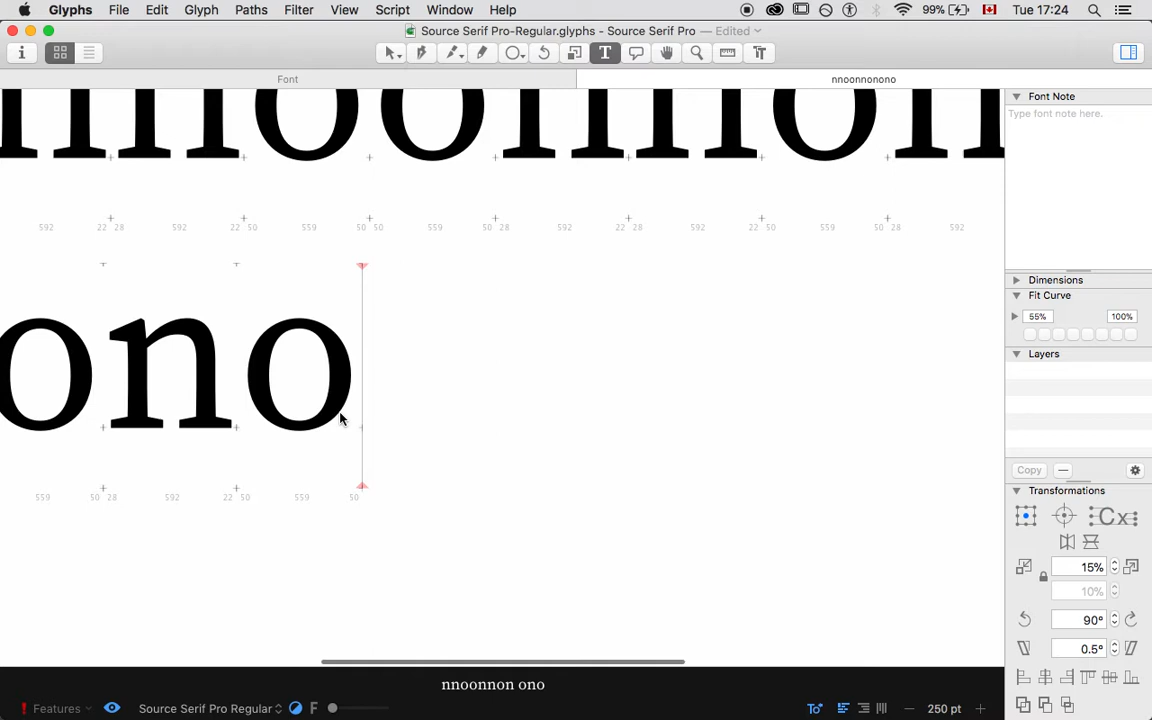 Glyphs File Edit Glyph Paths Filter View Script Window Help 99% Tue 17:24
Source Serif Pro-Regular.glyphs - Source Serif Pro — Edited
T
Font
nnoonnonono
Font Note
Type font note here.
nnoonnon
592 22 28 592 22 50 559 50 50 559 50 28 592 22 28 592 22 50 559 50 28 592
Dimensions
Fit Curve
55% 100%
Layers
ono
559 50 28 592 22 50 559 50
Copy
Transformations
Cx
15%
10%
90°
0.5°
nnoonnon ono
! Features
Source Serif Pro Regular
F
To
250 pt